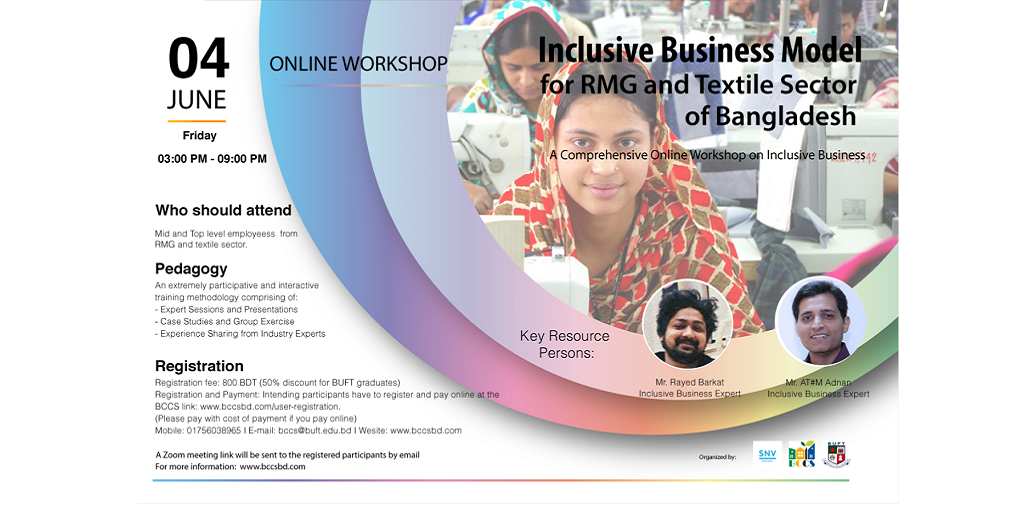 04
JUNE
Friday
03:00 PM - 09:00 PM
ONLINE WORKSHOP
Inclusive Business Model
for RMG and Textile Sector
of Bangladesh
A Comprehensive Online Workshop on Inclusive Business
Who should attend
Mid and Top level employeess from
RMG and textile sector.
Pedagogy
An extremely participative and interactive
training methodology comprising of:
- Expert Sessions and Presentations
- Case Studies and Group Exercise
- Experience Sharing from Industry Experts
Registration
Registration fee: 800 BDT (50% discount for BUFT graduates)
Registration and Payment: Intending participants have to register and pay online at the
BCCS link: www.bccsbd.com/user-registration.
(Please pay with cost of payment if you pay online)
Mobile: 01756038965 I E-mail: bccs@buft.edu.bd I Wesite: www.bccsbd.com
A Zoom meeting link will be sent to the registered participants by email
For more information: www.bccsbd.com
Key Resource
Persons:
Mr. Rayed Barkat
Inclusive Business Expert
Mr. AT#M Adnan
Inclusive Business Expert
Organized by:
SNV
BCCS
BUFT